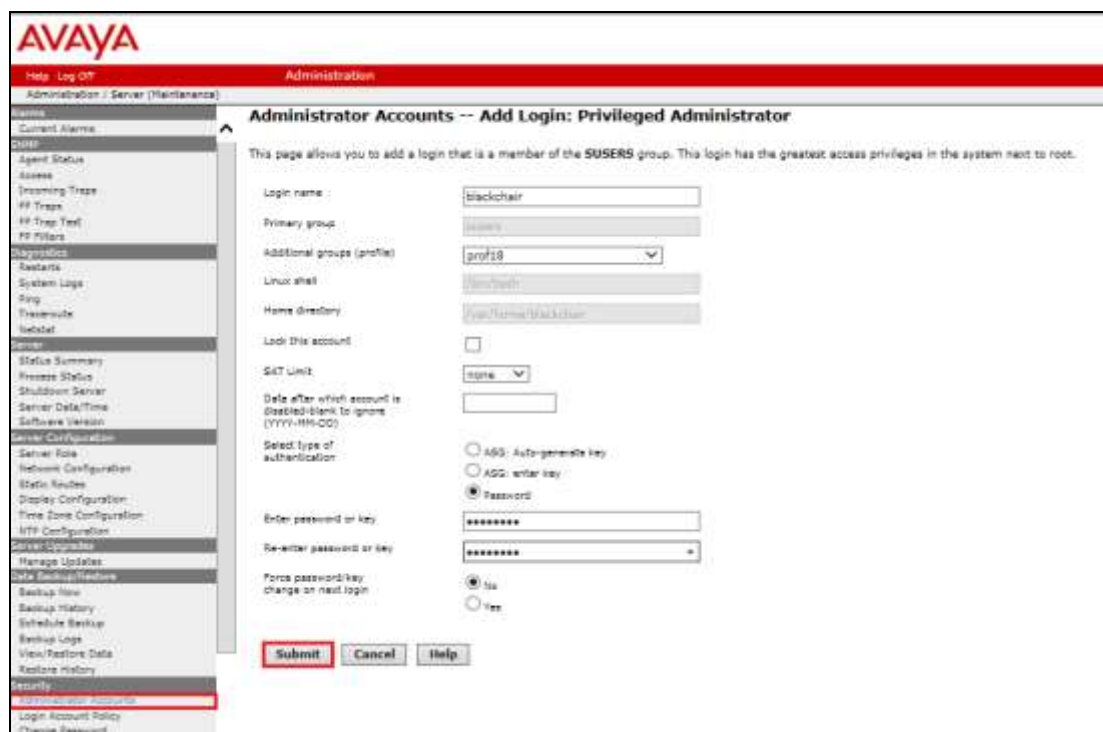 AVAYA
Help Log Off
Administration
Administration / Server (Maintenance)
Alarms
Current Alarms
SNMP
Agent Status
Access
Incoming Traps
FP Traps
FP Trap Test
FP Filters
Diagnostics
Restarts
System Logs
Ping
Traceroute
Netstat
Server
Status Summary
Process Status
Shutdown Server
Server Date/Time
Software Version
Server Configuration
Server Role
Network Configuration
Static Routes
Display Configuration
Time Zone Configuration
NTP Configuration
Server Upgrades
Manage Updates
Data Backup/Restore
Backup Now
Backup History
Schedule Backup
Backup Logs
View/Restore Data
Restore History
Security
Administrator Accounts
Login Account Policy
Change Password
Administrator Accounts -- Add Login: Privileged Administrator
This page allows you to add a login that is a member of the SUSERS group. This login has the greatest access privileges in the system next to root.
Login name
blackchair
Primary group
susers
Additional groups (profile)
prof18
Linux shell
/bin/bash
Home directory
/var/home/blackchair
Lock this account
SAT Limit
none
Date after which account is
disabled-blank to ignore
(YYYY-MM-DD)
Select type of
authentication
ASG: Auto-generate key
ASG: enter key
Password
Enter password or key
••••••••
Re-enter password or key
••••••••
Force password/key
change on next login
No
Yes
Submit Cancel Help